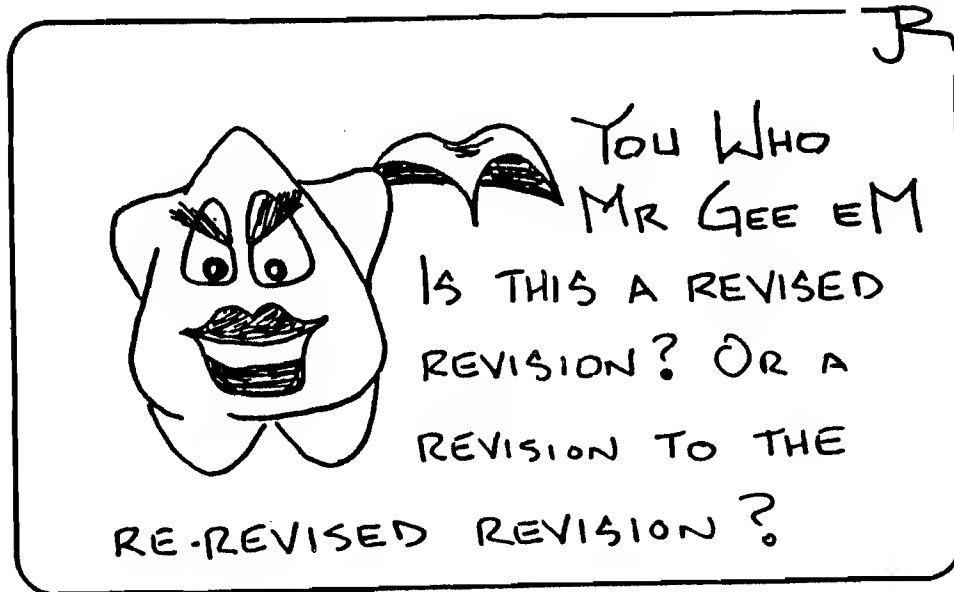 JR
You Who
Mr Gee eM
Is this a revised
revision? Or a
revision to the
re-revised revision?